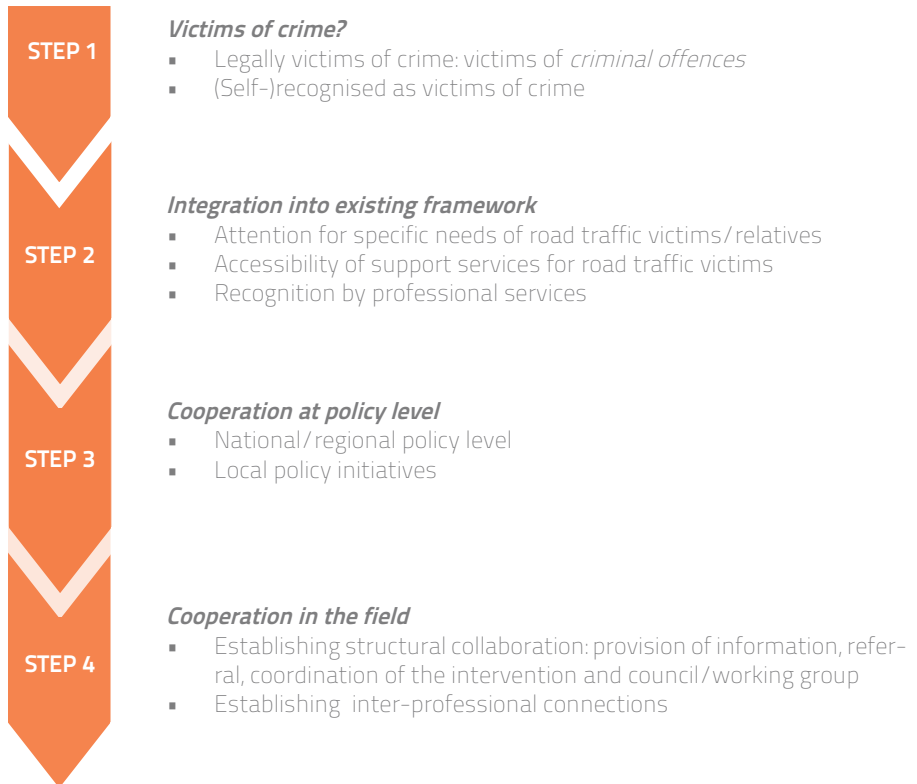 STEP 1
Victims of crime?
▪ Legally victims of crime: victims of criminal offences
▪ (Self-)recognised as victims of crime
STEP 2
Integration into existing framework
▪ Attention for specific needs of road traffic victims/relatives
▪ Accessibility of support services for road traffic victims
▪ Recognition by professional services
STEP 3
Cooperation at policy level
▪ National/regional policy level
▪ Local policy initiatives
STEP 4
Cooperation in the field
▪ Establishing structural collaboration: provision of information, refer-
ral, coordination of the intervention and council/working group
▪ Establishing inter-professional connections